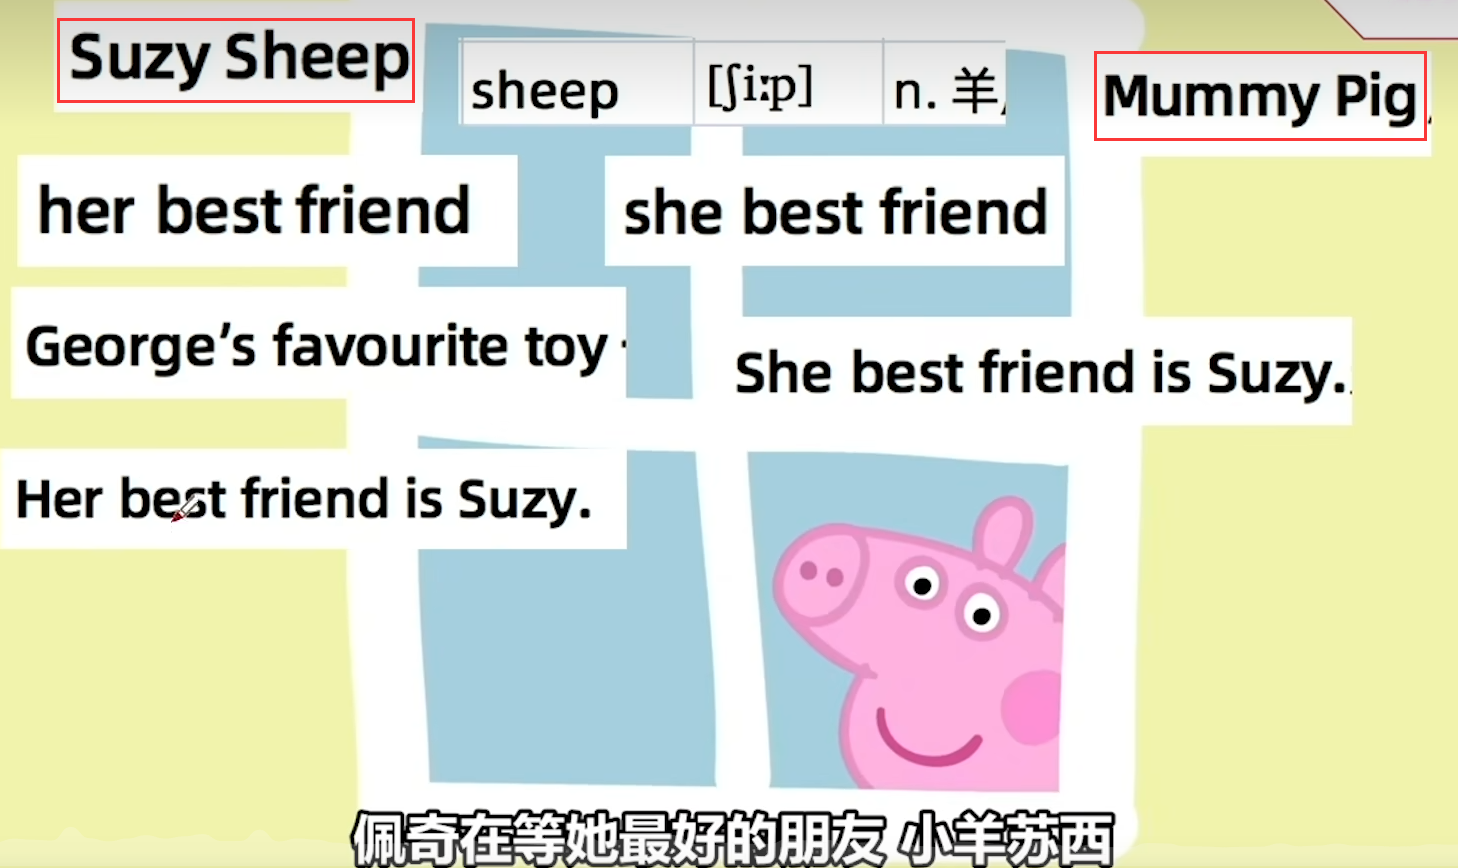 Suzy Sheep
sheep [ʃiːp] n. 羊
Mummy Pig
her best friend
she best friend
George’s favourite toy
She best friend is Suzy.
Her best friend is Suzy.
佩奇在等她最好的朋友 小羊苏西